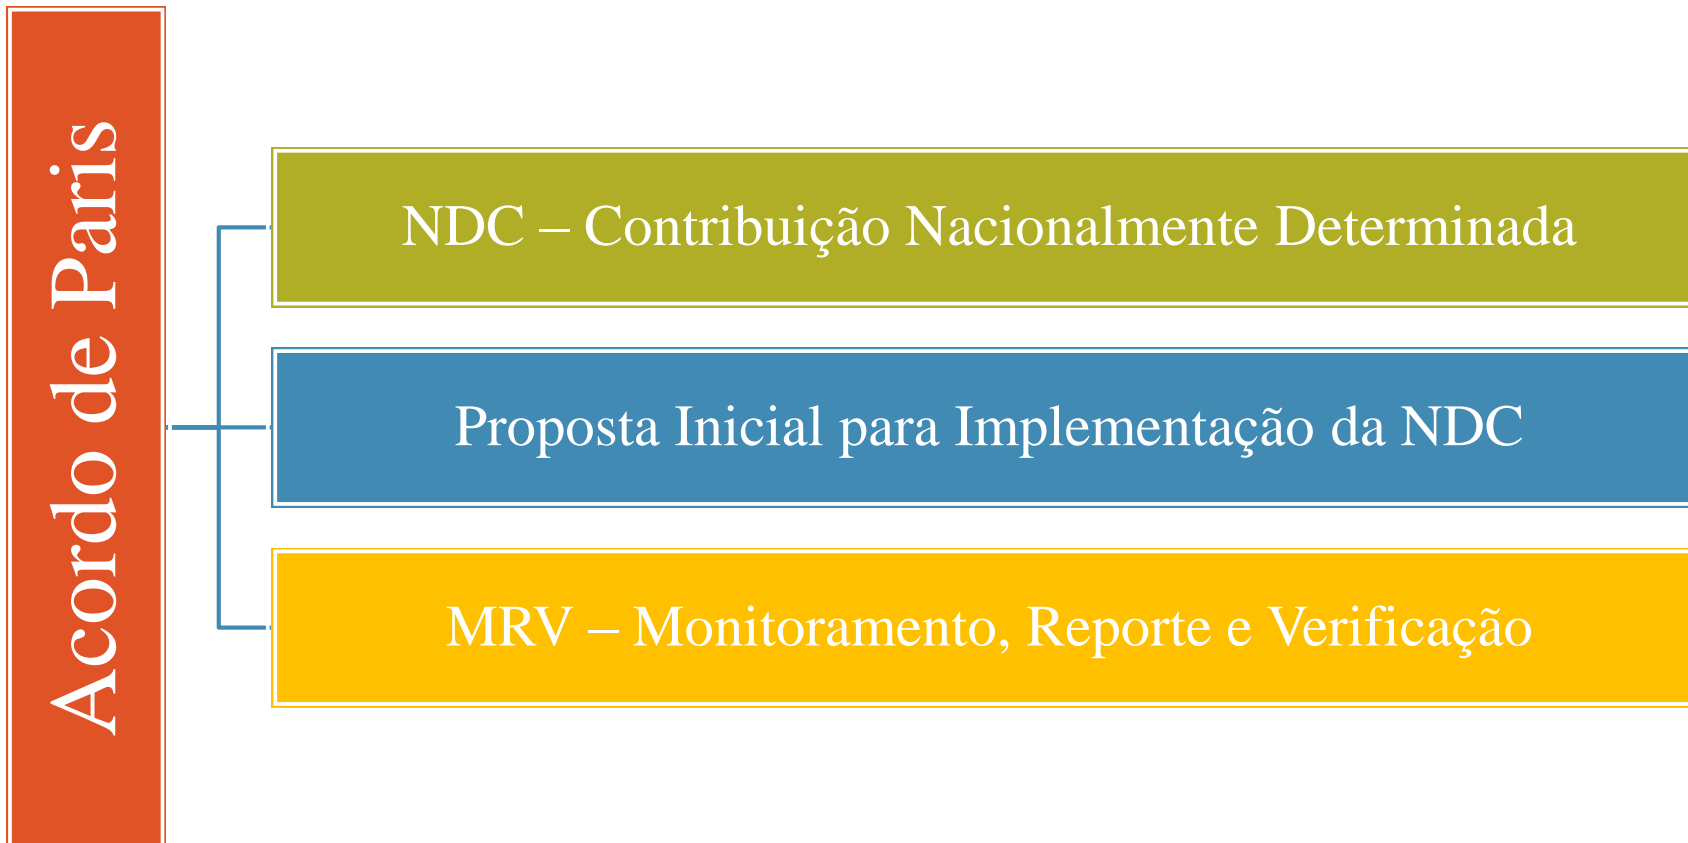 Acordo de Paris
NDC – Contribuição Nacionalmente Determinada
Proposta Inicial para Implementação da NDC
MRV – Monitoramento, Reporte e Verificação